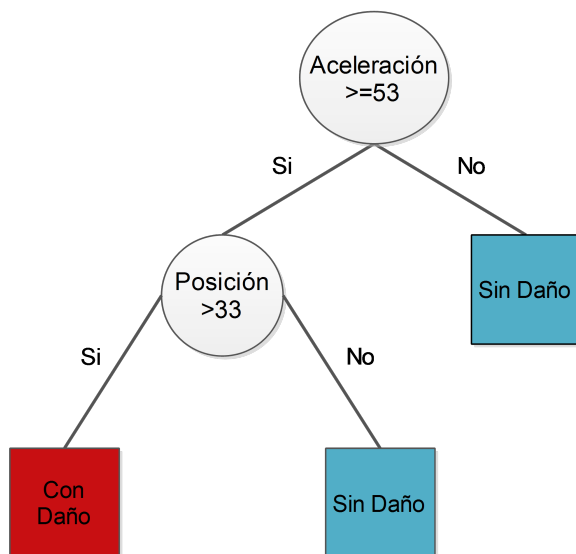 Aceleración
>=53
Si
No
Posición
>33
Sin Daño
Si
No
Con
Daño
Sin Daño